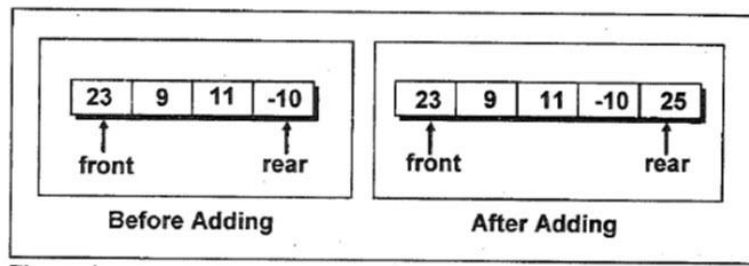 23 9 11 -10
front rear
Before Adding
23 9 11 -10 25
front rear
After Adding